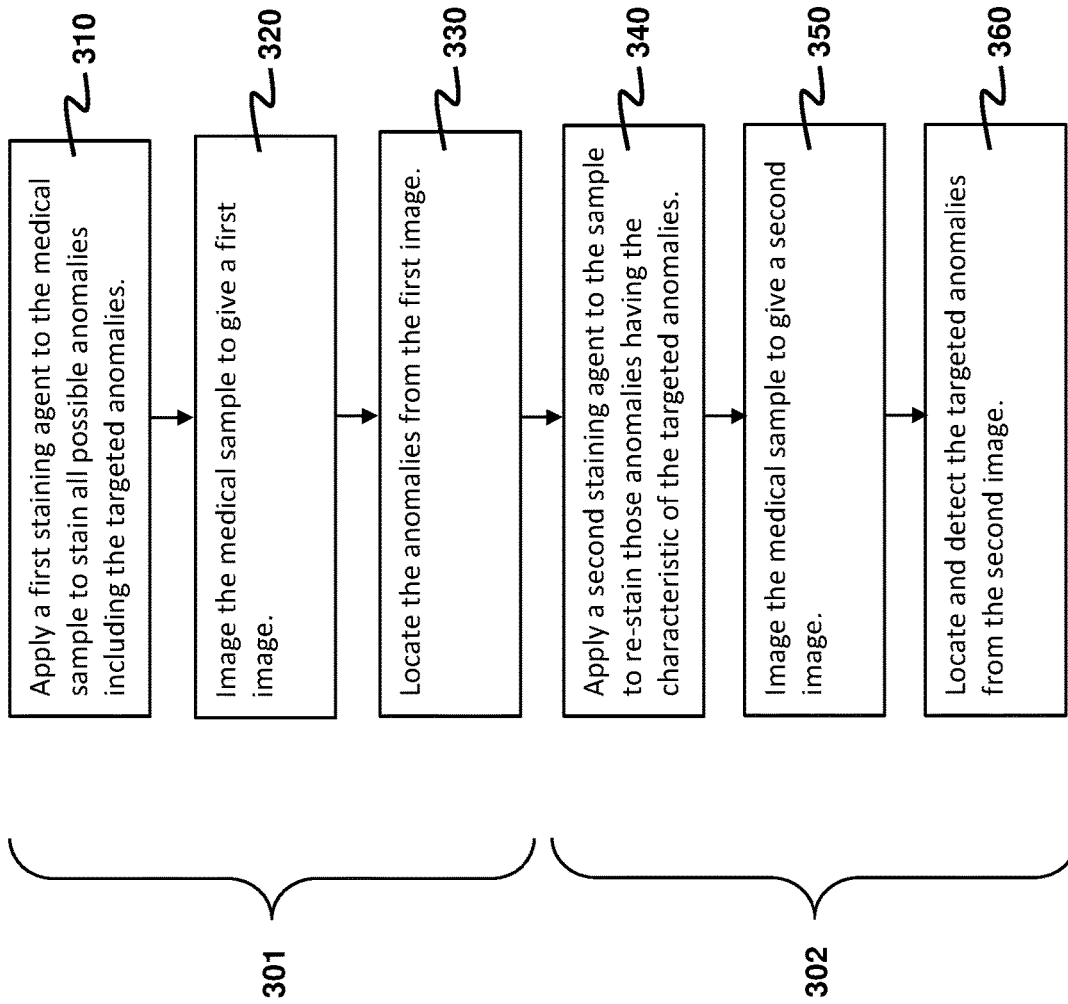 301
Apply a first staining agent to the medical
sample to stain all possible anomalies
including the targeted anomalies.
310
Image the medical sample to give a first
image.
320
Locate the anomalies from the first image.
330
302
Apply a second staining agent to the sample
to re-stain those anomalies having the
characteristic of the targeted anomalies.
340
Image the medical sample to give a second
image.
350
Locate and detect the targeted anomalies
from the second image.
360